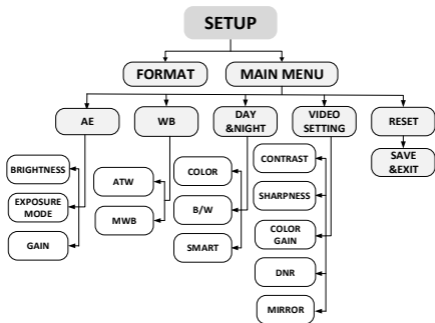 SETUP
FORMAT
MAIN MENU
AE
WB
DAY
&NIGHT
VIDEO
SETTING
RESET
BRIGHTNESS
EXPOSURE
MODE
GAIN
ATW
MWB
COLOR
B/W
SMART
CONTRAST
SHARPNESS
COLOR
GAIN
DNR
MIRROR
SAVE
&EXIT